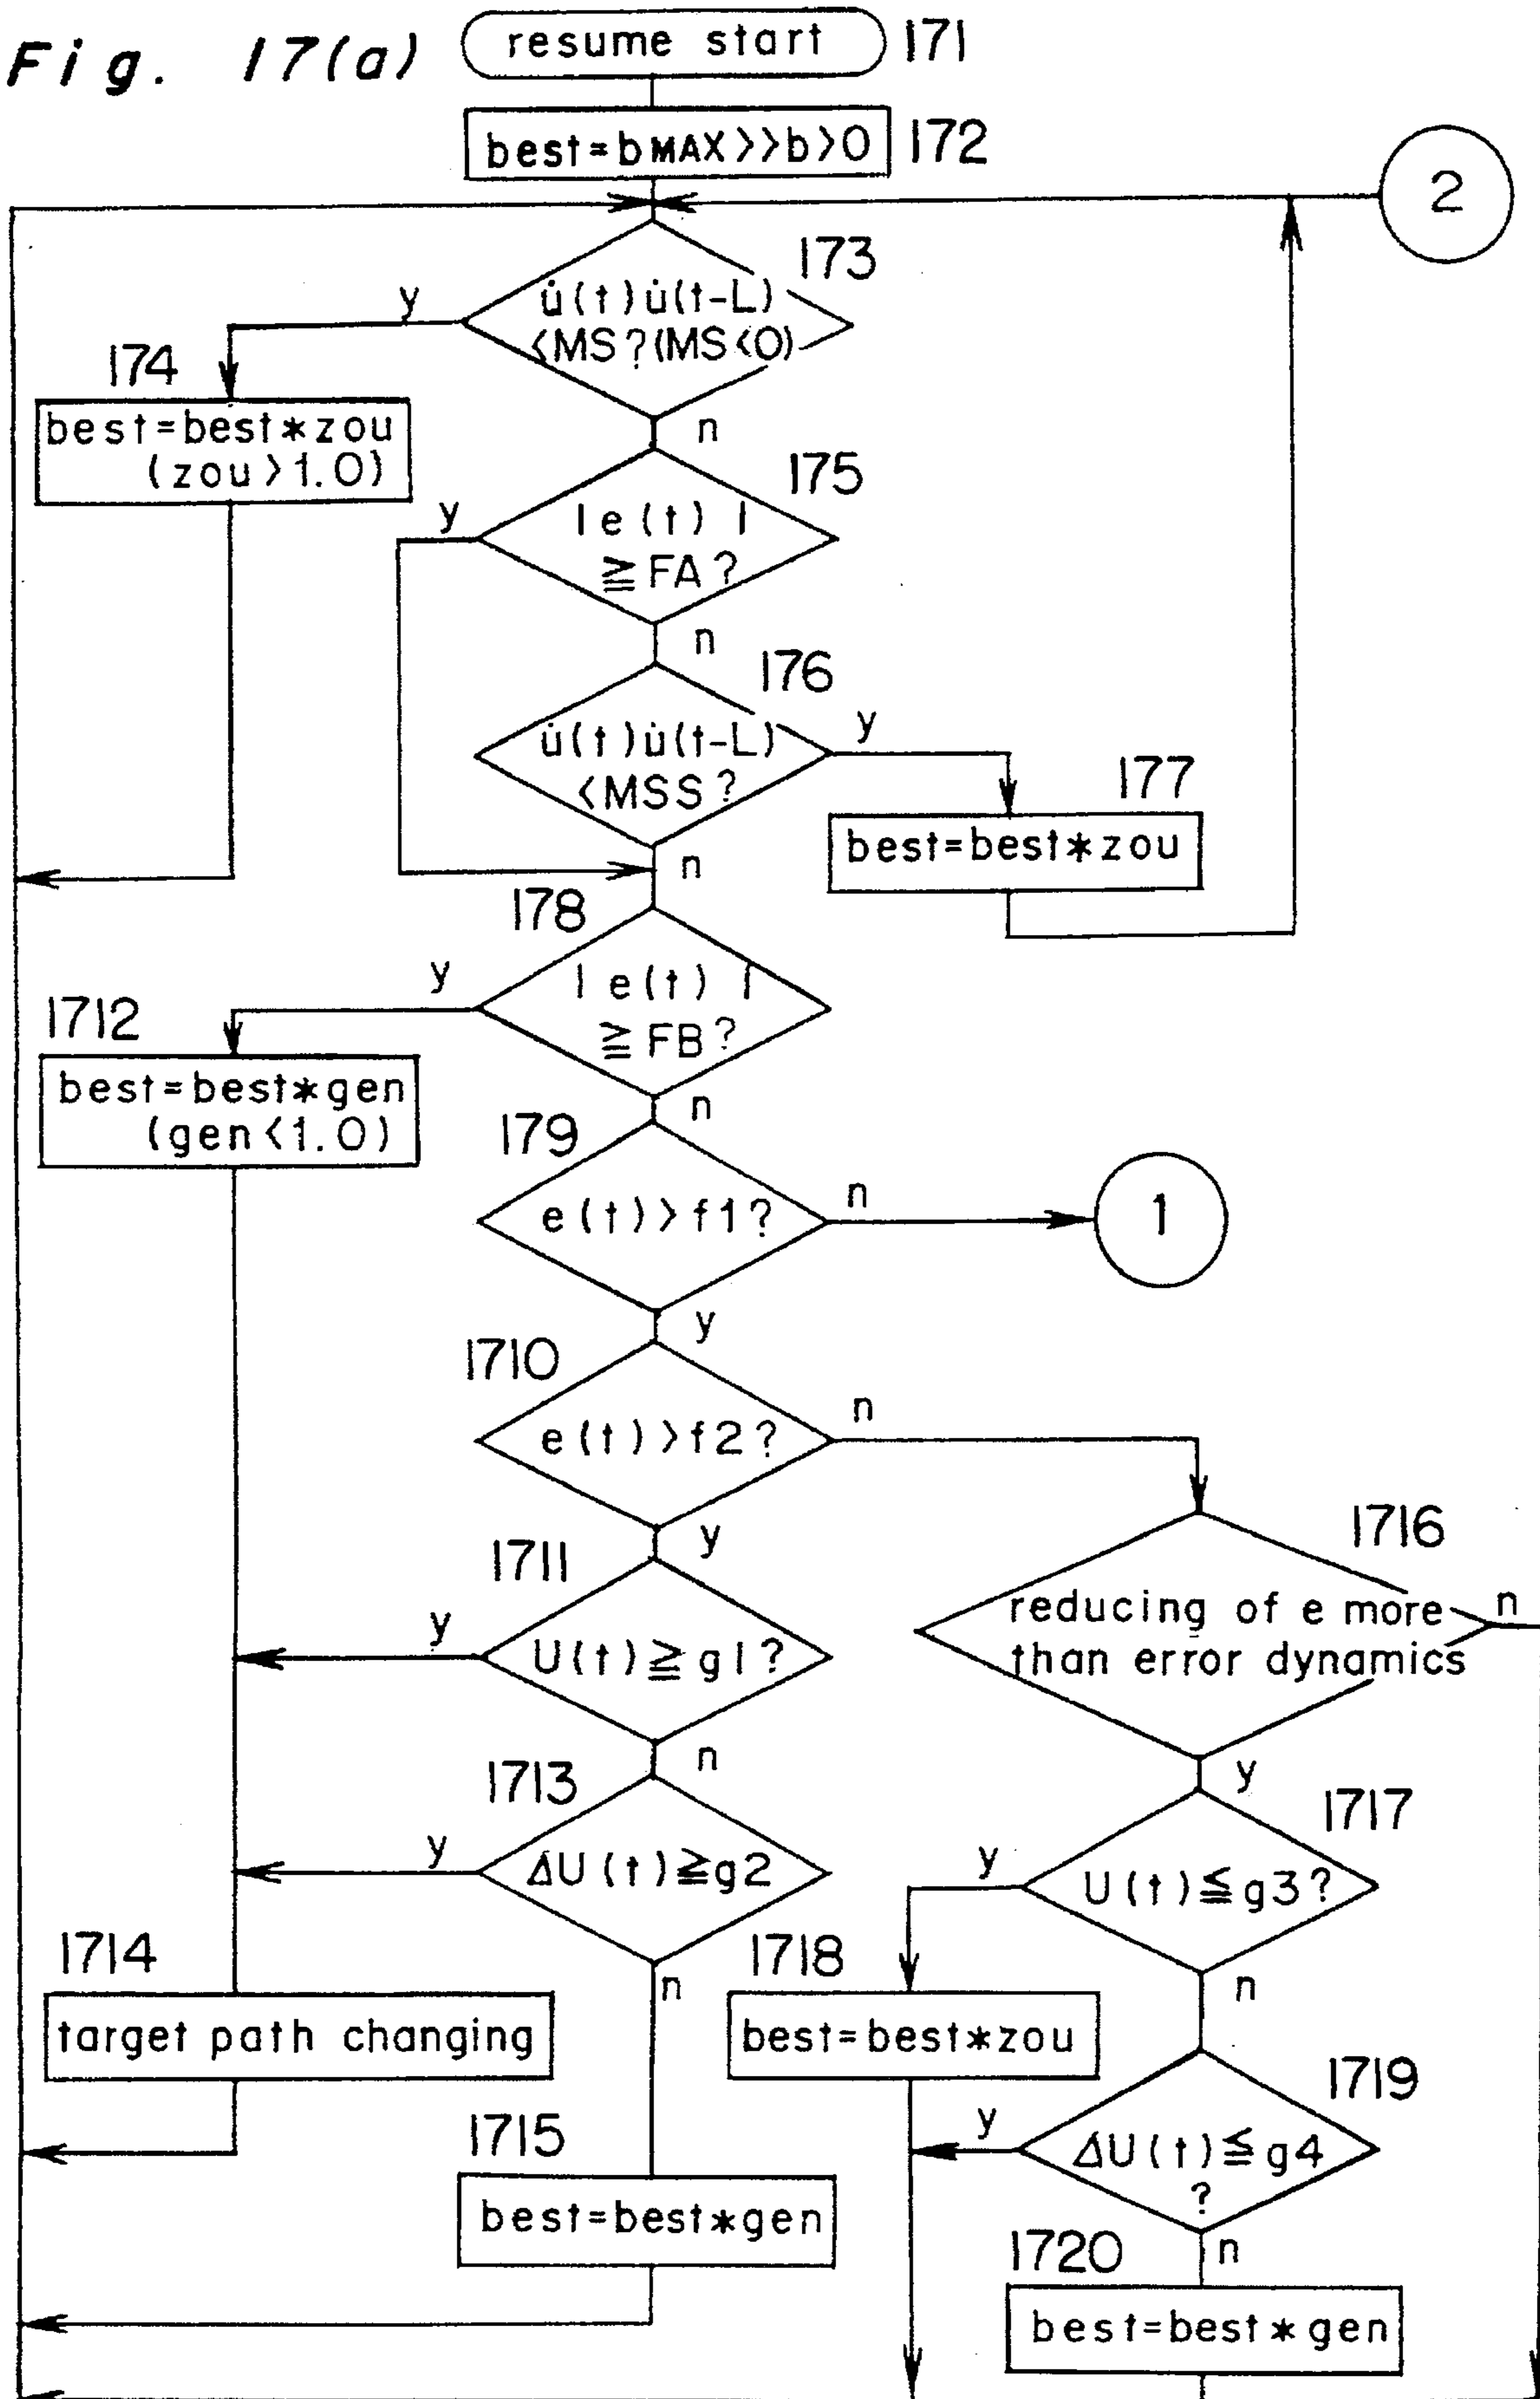 Fig. 17(a)
resume start
171
best=bMAX>>b>0
172
2
173
u̇(t)u̇(t-L)
<MS?(MS<0)
y
174
best=best*zou
(zou>1.0)
n
175
|e(t)|
≧FA?
y
n
176
u̇(t)u̇(t-L)
<MSS?
y
177
best=best*zou
n
178
|e(t)|
≧FB?
y
1712
best=best*gen
(gen<1.0)
n
179
e(t)>f1?
n
1
y
1710
e(t)>f2?
n
y
1711
U(t)≧g1?
y
1716
reducing of e more
than error dynamics
n
n
y
1713
ΔU(t)≧g2
y
1717
U(t)≦g3?
y
1714
target path changing
n
1718
best=best*zou
n
1719
ΔU(t)≦g4
?
y
1715
best=best*gen
1720
n
best=best*gen